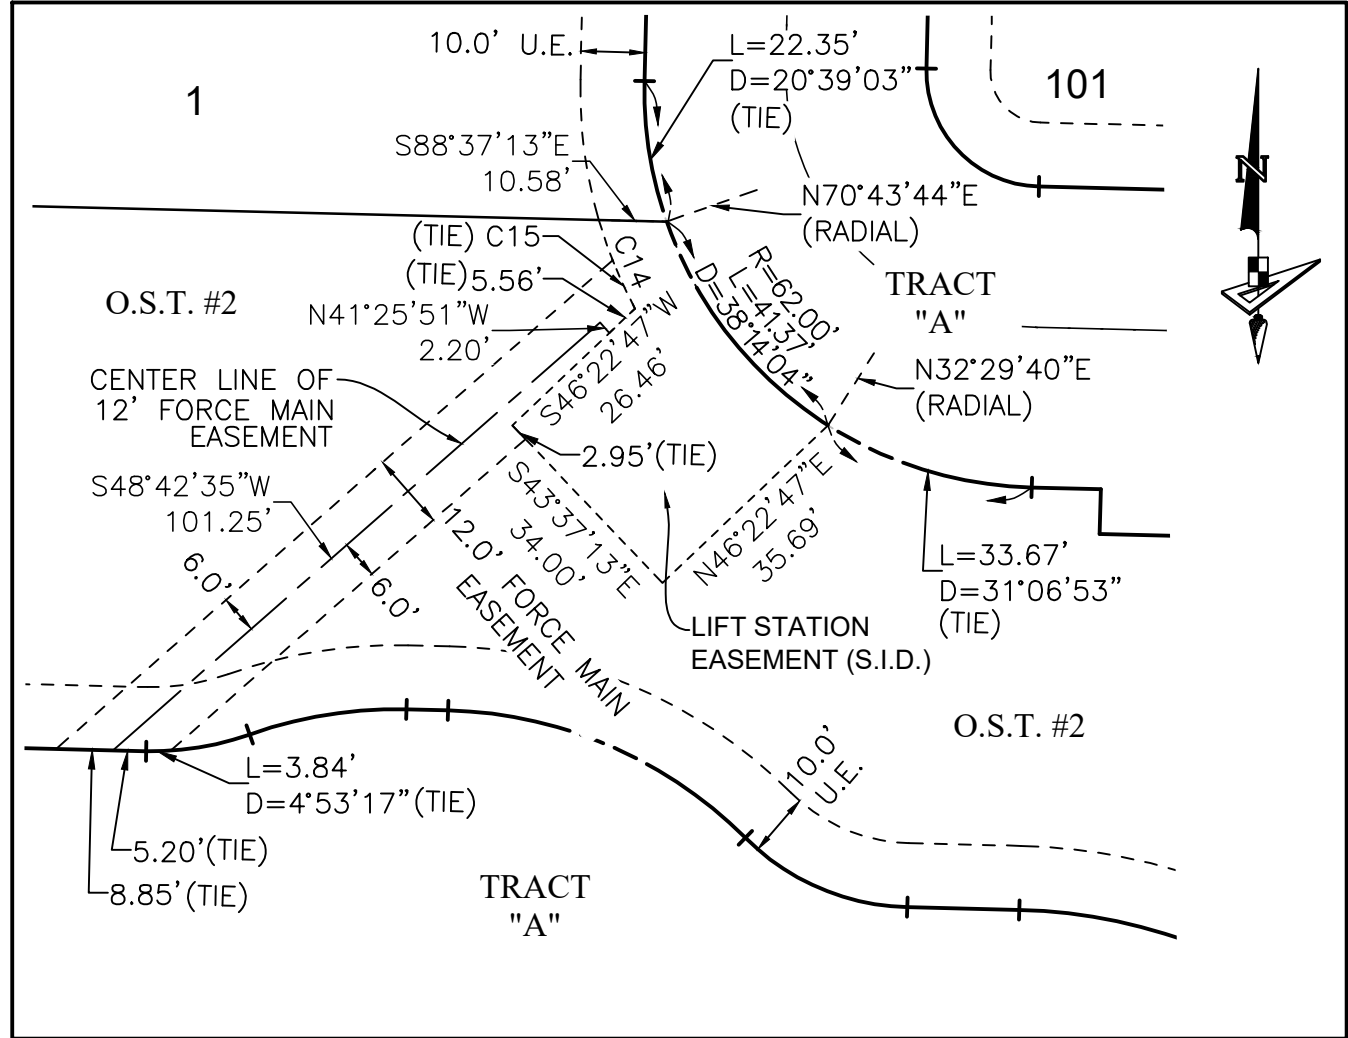 10.0' U.E.
L=22.35'
D=20°39'03"
(TIE)
1
101
S88°37'13"E
10.58'
N
N70°43'44"E
(RADIAL)
(TIE) C15
C14
(TIE) 5.56'
R=62.00'
L=41.37'
D=38°14'04"
TRACT
"A"
O.S.T. #2
N41°25'51"W
2.20'
S46°22'47"W
26.46'
N32°29'40"E
(RADIAL)
CENTER LINE OF
12' FORCE MAIN
EASEMENT
2.95'(TIE)
S48°42'35"W
101.25'
S43°37'13"E
34.00'
N46°22'47"E
35.69'
6.0'
6.0'
12.0' FORCE MAIN
EASEMENT
L=33.67'
D=31°06'53"
(TIE)
LIFT STATION
EASEMENT (S.I.D.)
O.S.T. #2
10.0'
U.E.
L=3.84'
D=4°53'17" (TIE)
5.20'(TIE)
8.85'(TIE)
TRACT
"A"